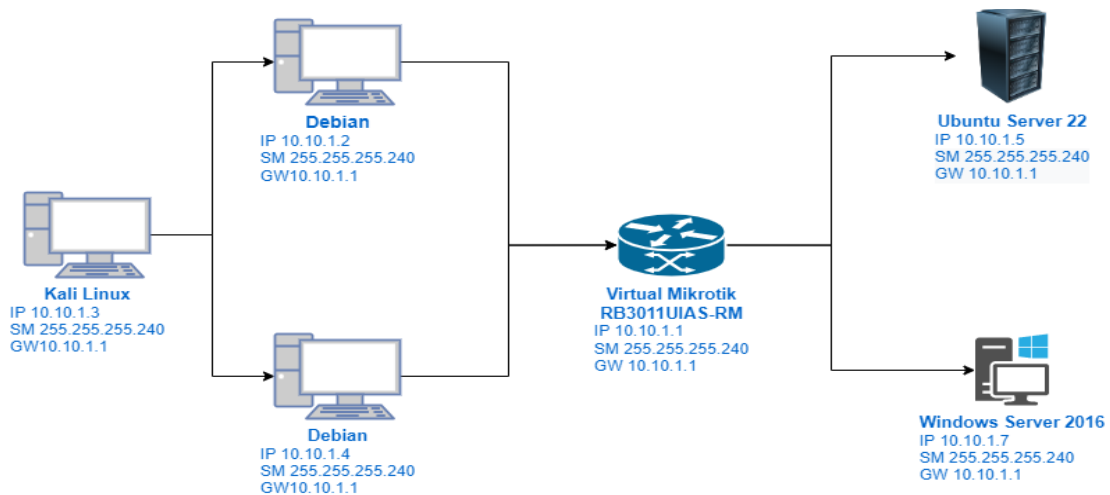 Debian
IP 10.10.1.2
SM 255.255.255.240
GW10.10.1.1
Ubuntu Server 22
IP 10.10.1.5
SM 255.255.255.240
GW 10.10.1.1
Kali Linux
IP 10.10.1.3
SM 255.255.255.240
GW10.10.1.1
Virtual Mikrotik
RB3011UIAS-RM
IP 10.10.1.1
SM 255.255.255.240
GW 10.10.1.1
Debian
IP 10.10.1.4
SM 255.255.255.240
GW10.10.1.1
Windows Server 2016
IP 10.10.1.7
SM 255.255.255.240
GW 10.10.1.1